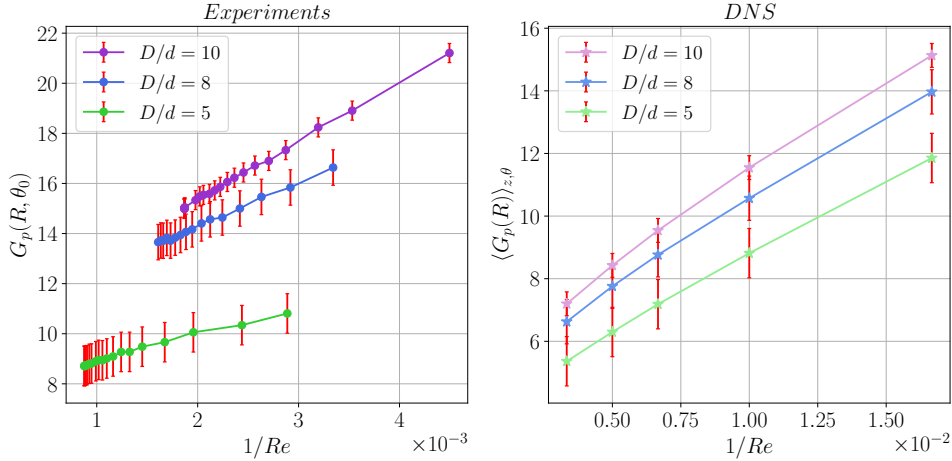 Experiments
D/d = 10
D/d = 8
D/d = 5
G_p(R, θ_0)
22
20
18
16
14
12
10
8
1
2
3
4
1/Re
×10^{−3}
DNS
D/d = 10
D/d = 8
D/d = 5
⟨G_p(R)⟩_{z,θ}
16
14
12
10
8
6
0.50
0.75
1.00
1.25
1.50
1/Re
×10^{−2}